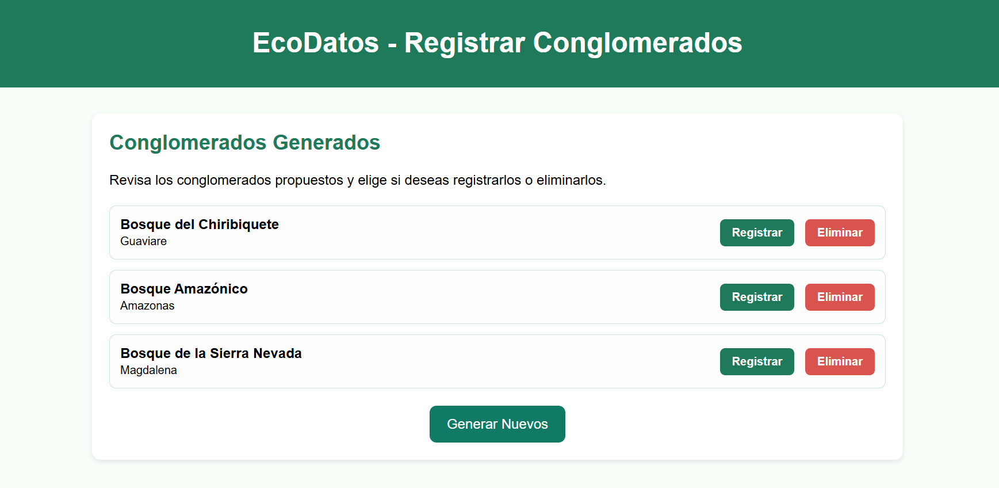 EcoDatos - Registrar Conglomerados
Conglomerados Generados
Revisa los conglomerados propuestos y elige si deseas registrarlos o eliminarlos.
Bosque del Chiribiquete
Guaviare
Registrar
Eliminar
Bosque Amazónico
Amazonas
Registrar
Eliminar
Bosque de la Sierra Nevada
Magdalena
Registrar
Eliminar
Generar Nuevos